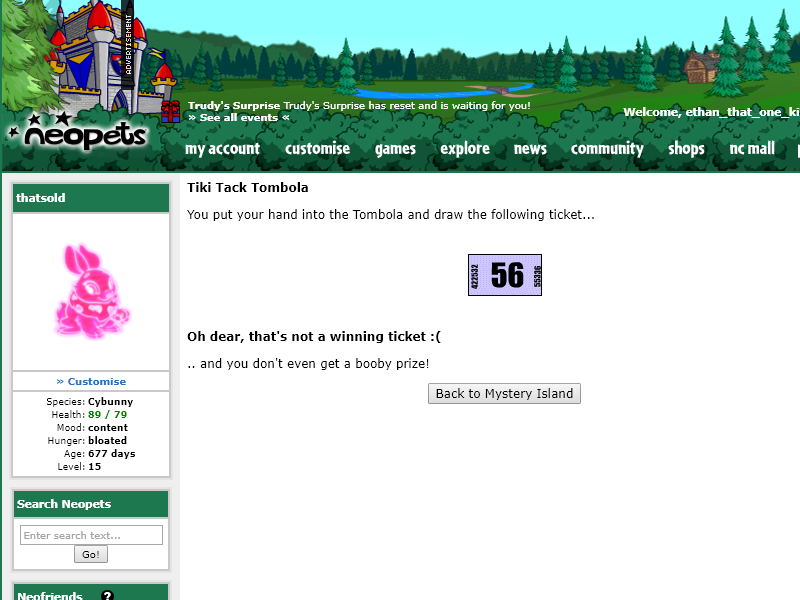 ADVERTISEMENT
Trudy's Surprise Trudy's Surprise has reset and is waiting for you!
» See all events «
Welcome, ethan_that_one_ki
neopets
my account customise games explore news community shops nc mall p
thatsold
» Customise
Species: Cybunny
Health: 89 / 79
Mood: content
Hunger: bloated
Age: 677 days
Level: 15
Search Neopets
Enter search text...
Go!
Neofriends ?
Tiki Tack Tombola
You put your hand into the Tombola and draw the following ticket...
422532 56 55336
Oh dear, that's not a winning ticket :(
.. and you don't even get a booby prize!
Back to Mystery Island